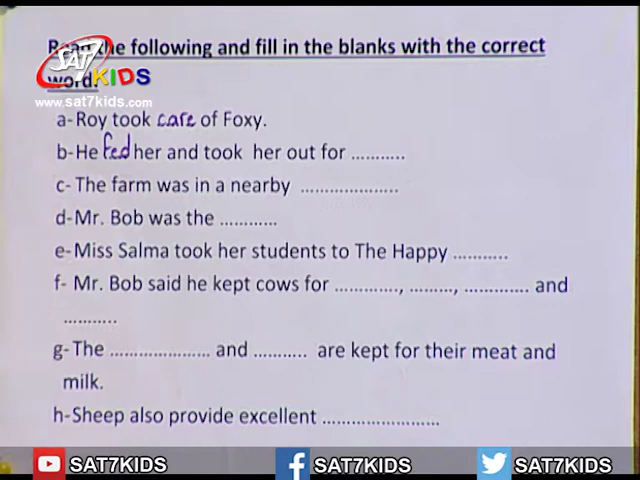 Read the following and fill in the blanks with the correct
word.
SAT7
KIDS
www.sat7kids.com
a- Roy took care of Foxy.
b- He fed her and took her out for ...........
c- The farm was in a nearby ....................
d- Mr. Bob was the ............
e- Miss Salma took her students to The Happy ...........
f- Mr. Bob said he kept cows for ............., ........., ............. and
...........
g- The ...................... and ........... are kept for their meat and
milk.
h- Sheep also provide excellent ........................
SAT7KIDS SAT7KIDS SAT7KIDS